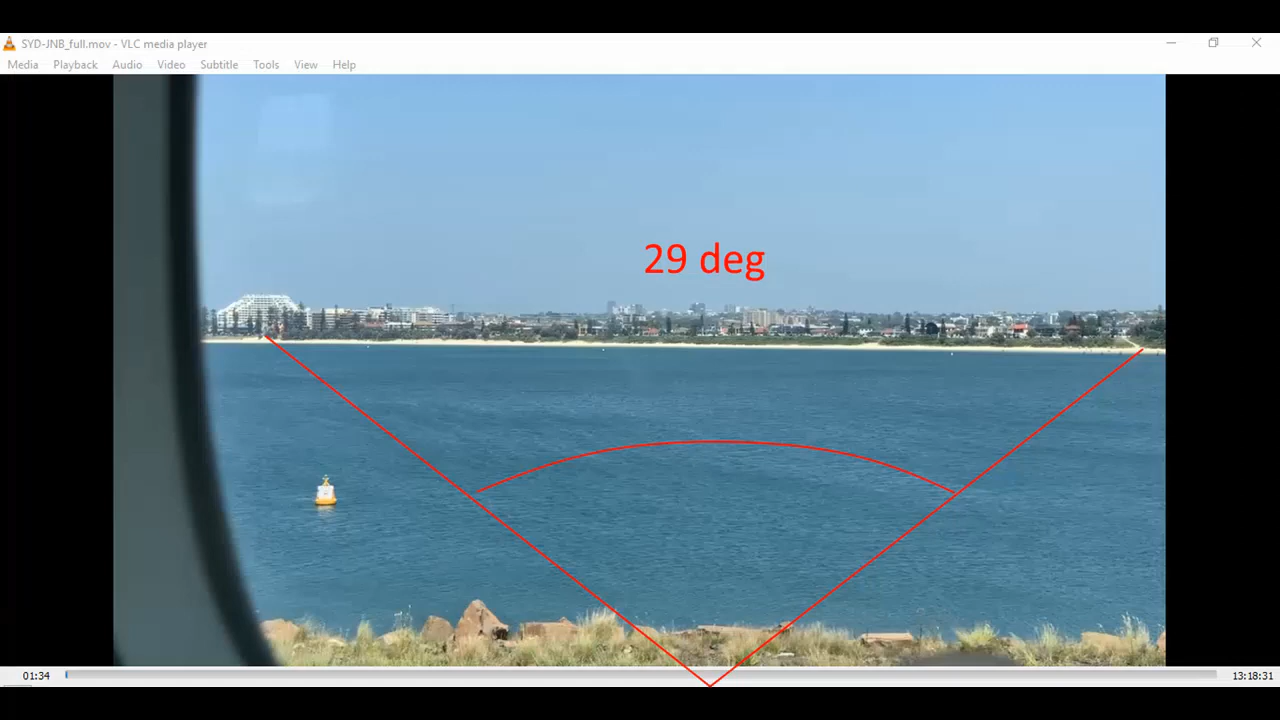 SYD-JNB_full.mov - VLC media player
Media Playback Audio Video Subtitle Tools View Help
29 deg
01:34 13:18:31